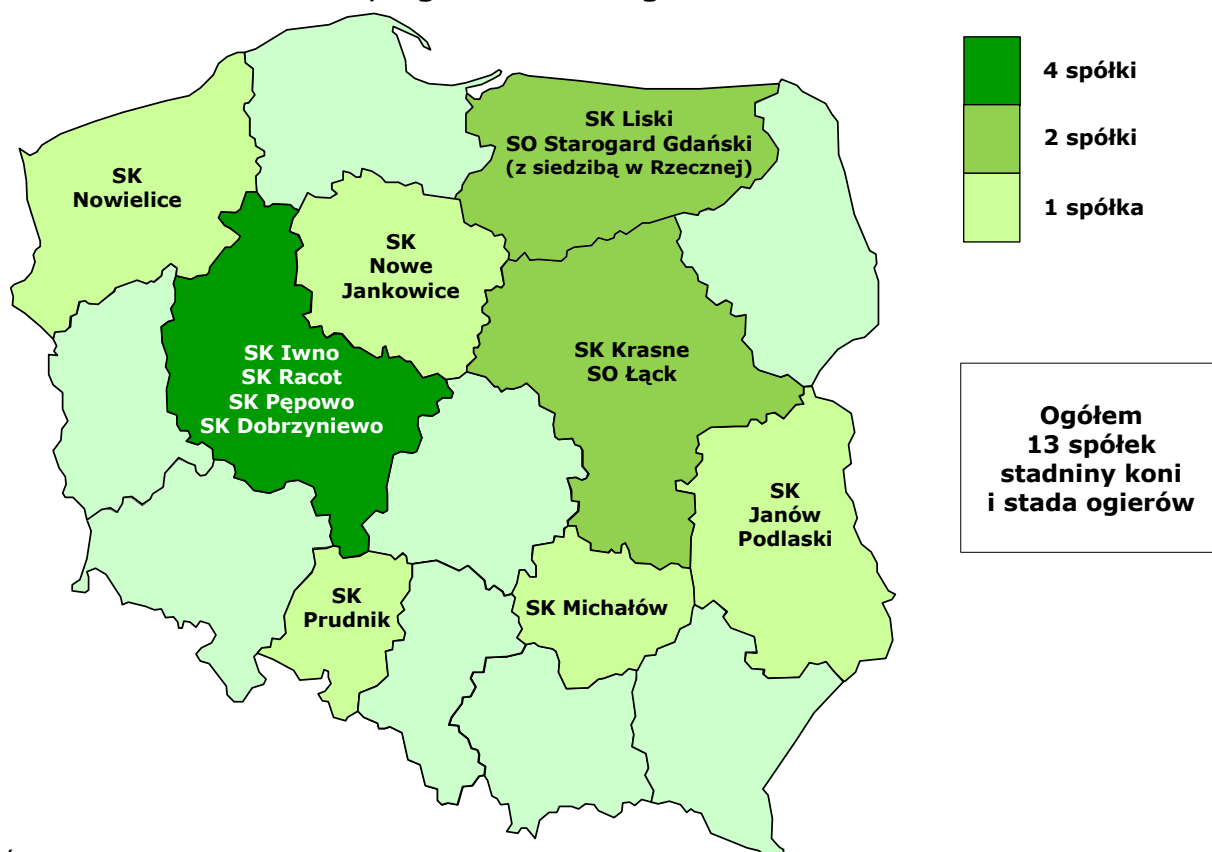 SK Liski
SO Starogard Gdański
(z siedzibą w Rzecznej)
SK
Nowielice
SK
Nowe
Jankowice
SK Iwno
SK Racot
SK Pępowo
SK Dobrzyniewo
SK Krasne
SO Łąck
SK
Janów
Podlaski
SK
Prudnik
SK Michałów
4 spółki
2 spółki
1 spółka
Ogółem
13 spółek
stadniny koni
i stada ogierów